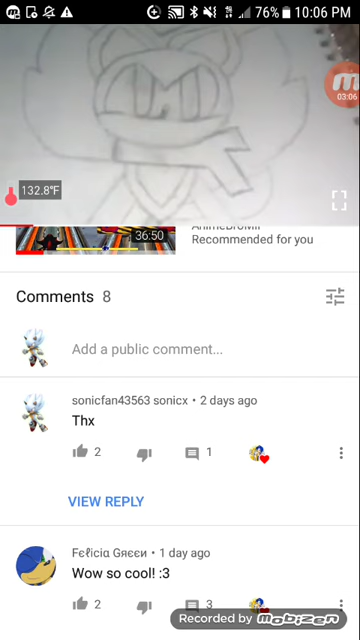 76% 10:06 PM
03:06
132.8°F
36:50
Recommended for you
Comments 8
Add a public comment...
sonicfan43563 sonicx • 2 days ago
Thx
2 1
VIEW REPLY
Fєℓiciα Gяєєи • 1 day ago
Wow so cool! :3
2 3
Recorded by mobizen